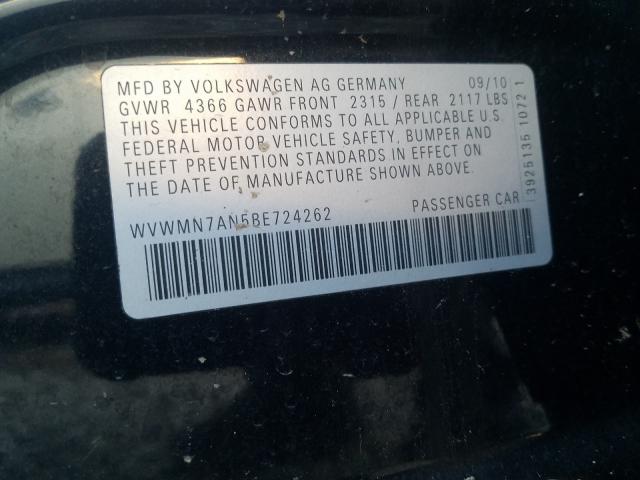 MFD BY VOLKSWAGEN AG GERMANY 09/10
GVWR 4366 GAWR FRONT 2315 / REAR 2117 LBS
THIS VEHICLE CONFORMS TO ALL APPLICABLE U.S.
FEDERAL MOTOR VEHICLE SAFETY, BUMPER AND
THEFT PREVENTION STANDARDS IN EFFECT ON
THE DATE OF MANUFACTURE SHOWN ABOVE.
WVWMN7AN5BE724262 PASSENGER CAR
3925135 1072 1